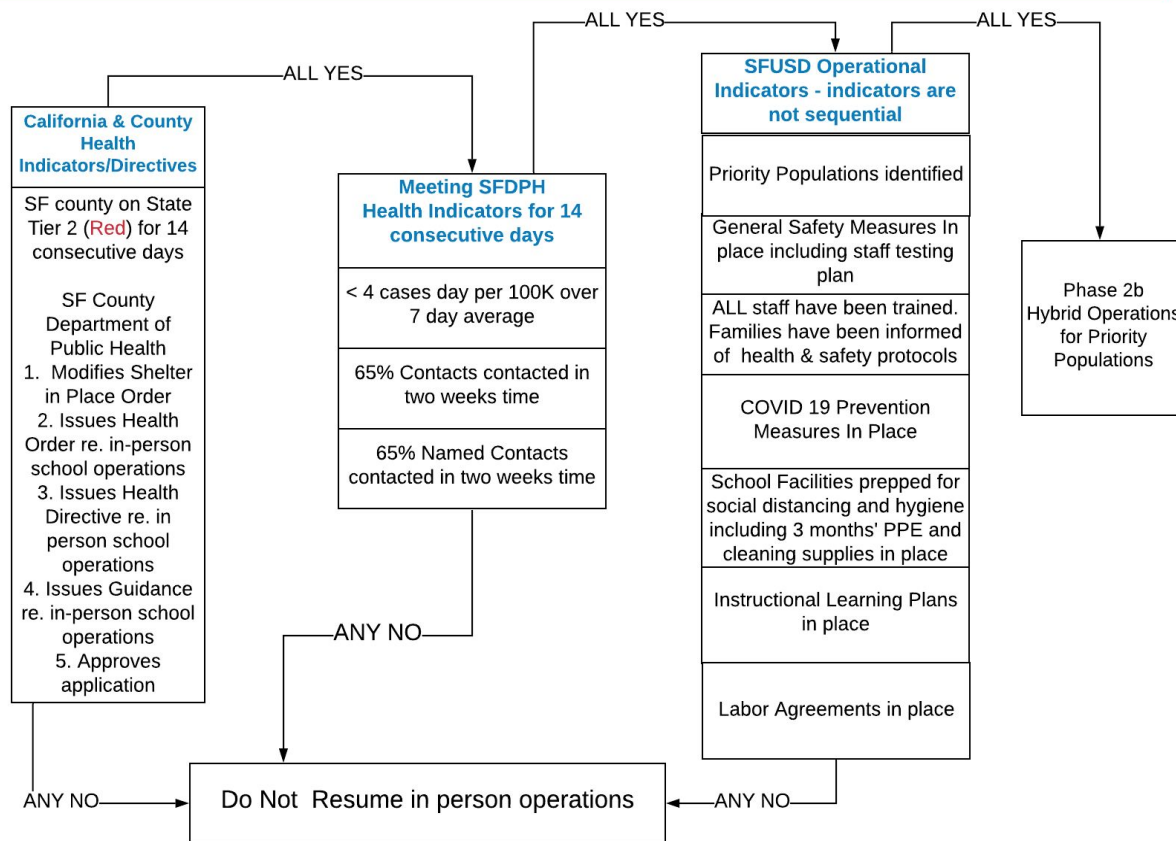 ALL YES
California & County
Health
Indicators/Directives
SF county on State
Tier 2 (Red) for 14
consecutive days
SF County
Department of
Public Health
1.  Modifies Shelter
in Place Order
2. Issues Health
Order re. in-person
school operations
3. Issues Health
Directive re. in
person school
operations
4. Issues Guidance
re. in-person school
operations
5. Approves
application
ANY NO
ALL YES
Meeting SFDPH
Health Indicators for 14
consecutive days
< 4 cases day per 100K over
7 day average
65% Contacts contacted in
two weeks time
65% Named Contacts
contacted in two weeks time
ANY NO
Do Not  Resume in person operations
ALL YES
SFUSD Operational
Indicators - indicators are
not sequential
Priority Populations identified
General Safety Measures In
place including staff testing
plan
ALL staff have been trained.
Families have been informed
of  health & safety protocols
COVID 19 Prevention
Measures In Place
School Facilities prepped for
social distancing and hygiene
including 3 months' PPE and
cleaning supplies in place
Instructional Learning Plans
in place
Labor Agreements in place
ANY NO
Phase 2b
Hybrid Operations
for Priority
Populations